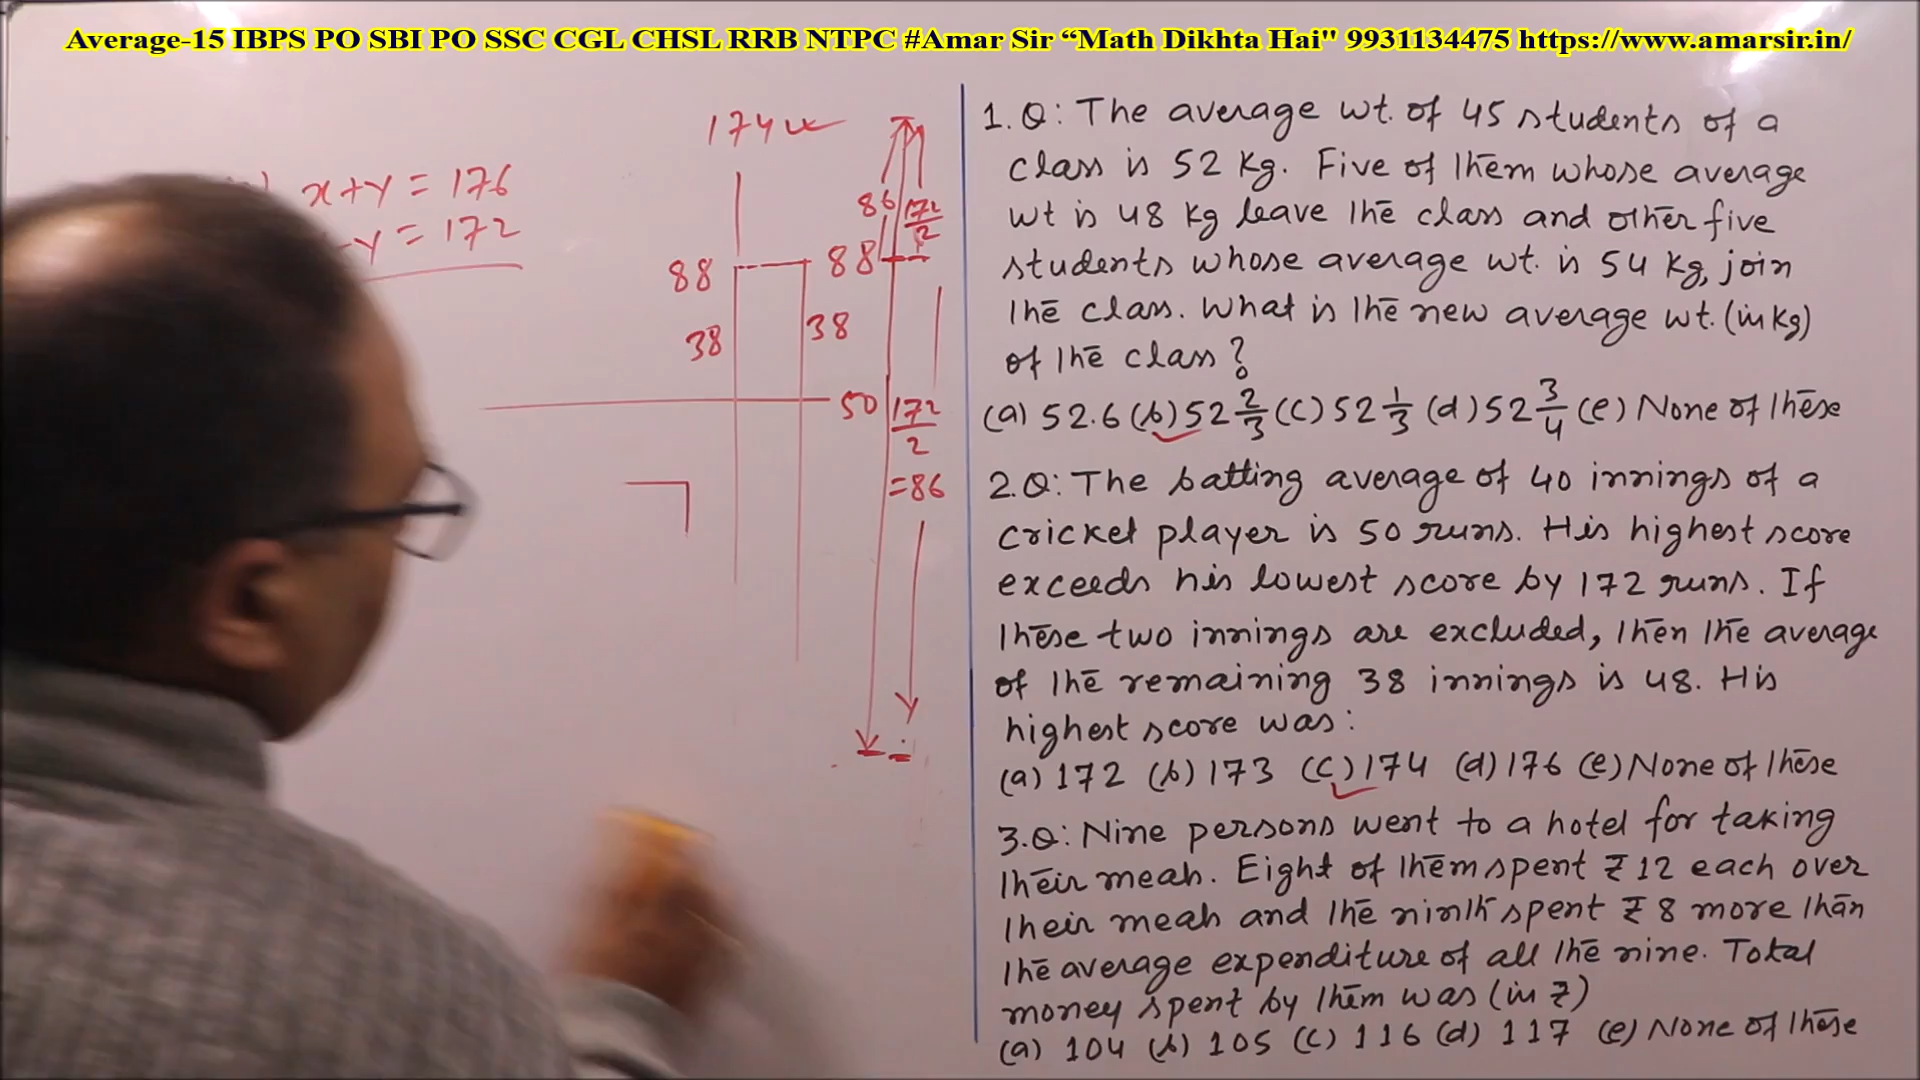 Average-15 IBPS PO SBI PO SSC CGL CHSL RRB NTPC #Amar Sir “Math Dikhta Hai" 9931134475 https://www.amarsir.in/
x+y = 176
-y = 172
174
88
38
38
88
86
172
2
50
172
2
=86
1.Q: The average wt. of 45 students of a
class is 52 kg. Five of them whose average
wt is 48 kg leave the class and other five
students whose average wt. is 54 kg, join
the class. What is the new average wt. (in kg)
of the class?
(a) 52.6 (b) 52 2/3 (c) 52 1/3 (d) 52 3/4 (e) None of these
2.Q: The batting average of 40 innings of a
cricket player is 50 runs. His highest score
exceeds his lowest score by 172 runs. If
these two innings are excluded, then the average
of the remaining 38 innings is 48. His
highest score was:
(a) 172 (b) 173 (c) 174 (d) 176 (e) None of these
3.Q: Nine persons went to a hotel for taking
their meals. Eight of them spent ₹ 12 each over
their meals and the ninth spent ₹ 8 more than
the average expenditure of all the nine. Total
money spent by them was (in ₹)
(a) 104 (b) 105 (c) 116 (d) 117 (e) None of these